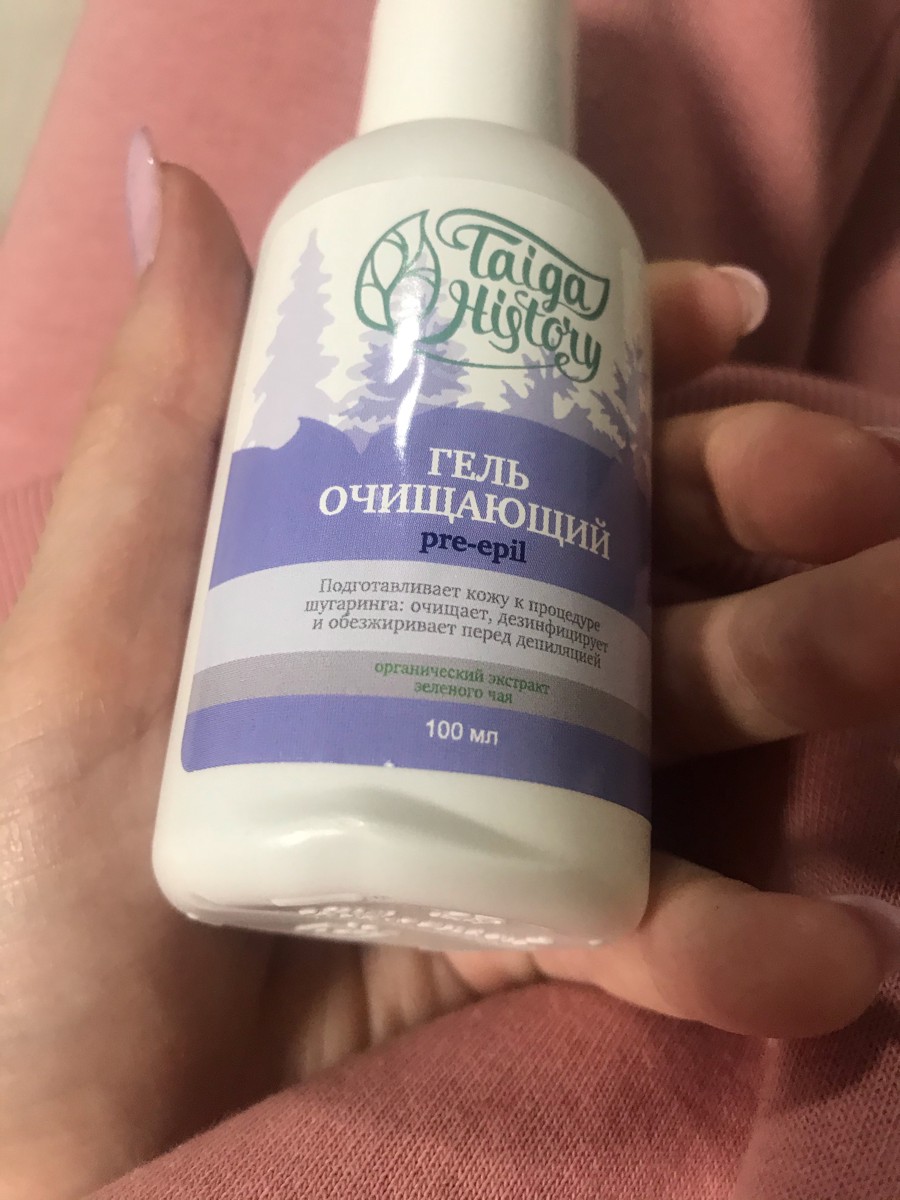 Taiga
History
ГЕЛЬ
ОЧИЩАЮЩИЙ
pre-epil
Подготавливает кожу к процедуре
шугаринга: очищает, дезинфицирует
и обезжиривает перед депиляцией
органический экстракт
зеленого чая
100 мл